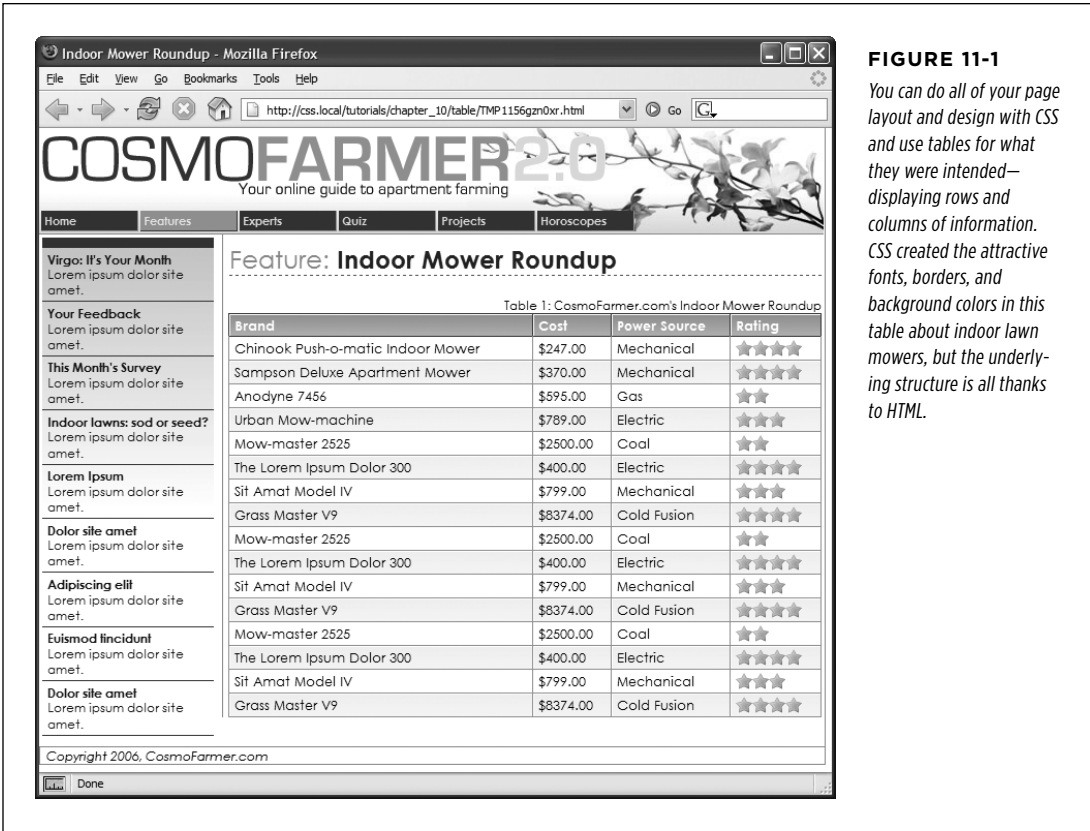 Indoor Mower Roundup - Mozilla Firefox
File Edit View Go Bookmarks Tools Help
http://css.local/tutorials/chapter_10/table/TMP1156gzn0xr.html Go G
COSMOFARMER2.0
Your online guide to apartment farming
Home Features Experts Quiz Projects Horoscopes
Virgo: It's Your Month
Lorem ipsum dolor site
amet.
Your Feedback
Lorem ipsum dolor site
amet.
This Month's Survey
Lorem ipsum dolor site
amet.
Indoor lawns: sod or seed?
Lorem ipsum dolor site
amet.
Lorem Ipsum
Lorem ipsum dolor site
amet.
Dolor site amet
Lorem ipsum dolor site
amet.
Adipiscing elit
Lorem ipsum dolor site
amet.
Euismod tincidunt
Lorem ipsum dolor site
amet.
Dolor site amet
Lorem ipsum dolor site
amet.
Feature: Indoor Mower Roundup
Table 1: CosmoFarmer.com's Indoor Mower Roundup
Brand Cost Power Source Rating
Chinook Push-o-matic Indoor Mower $247.00 Mechanical
Sampson Deluxe Apartment Mower $370.00 Mechanical
Anodyne 7456 $595.00 Gas
Urban Mow-machine $789.00 Electric
Mow-master 2525 $2500.00 Coal
The Lorem Ipsum Dolor 300 $400.00 Electric
Sit Amat Model IV $799.00 Mechanical
Grass Master V9 $8374.00 Cold Fusion
Mow-master 2525 $2500.00 Coal
The Lorem Ipsum Dolor 300 $400.00 Electric
Sit Amat Model IV $799.00 Mechanical
Grass Master V9 $8374.00 Cold Fusion
Mow-master 2525 $2500.00 Coal
The Lorem Ipsum Dolor 300 $400.00 Electric
Sit Amat Model IV $799.00 Mechanical
Grass Master V9 $8374.00 Cold Fusion
Copyright 2006, CosmoFarmer.com
Done
FIGURE 11-1
You can do all of your page
layout and design with CSS
and use tables for what
they were intended—
displaying rows and
columns of information.
CSS created the attractive
fonts, borders, and
background colors in this
table about indoor lawn
mowers, but the underly-
ing structure is all thanks
to HTML.